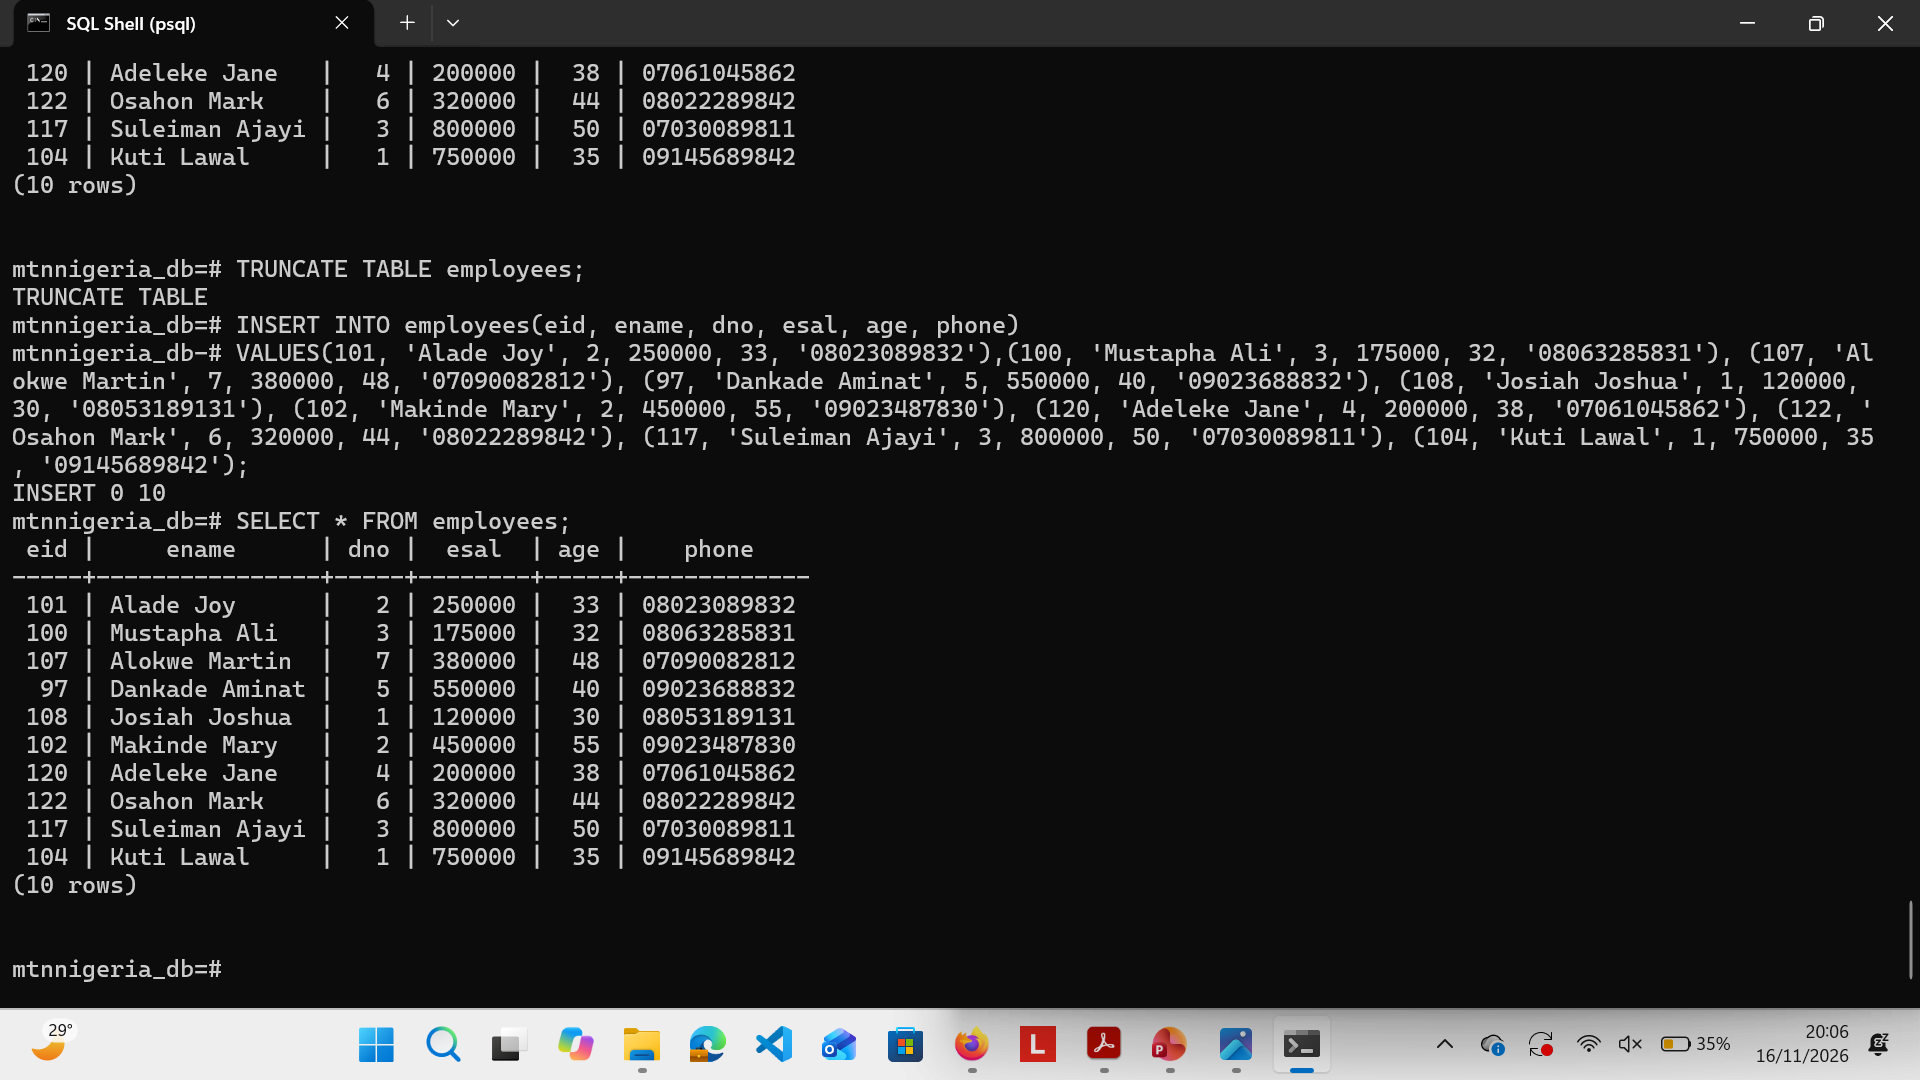 SQL Shell (psql)
120 | Adeleke Jane   |   4 | 200000 |  38 | 07061045862
122 | Osahon Mark    |   6 | 320000 |  44 | 08022289842
117 | Suleiman Ajayi |   3 | 800000 |  50 | 07030089811
104 | Kuti Lawal     |   1 | 750000 |  35 | 09145689842
(10 rows)
mtnnigeria_db=# TRUNCATE TABLE employees;
TRUNCATE TABLE
mtnnigeria_db=# INSERT INTO employees(eid, ename, dno, esal, age, phone)
mtnnigeria_db-# VALUES(101, 'Alade Joy', 2, 250000, 33, '08023089832'),(100, 'Mustapha Ali', 3, 175000, 32, '08063285831'), (107, 'Al
okwe Martin', 7, 380000, 48, '07090082812'), (97, 'Dankade Aminat', 5, 550000, 40, '09023688832'), (108, 'Josiah Joshua', 1, 120000,
30, '08053189131'), (102, 'Makinde Mary', 2, 450000, 55, '09023487830'), (120, 'Adeleke Jane', 4, 200000, 38, '07061045862'), (122, '
Osahon Mark', 6, 320000, 44, '08022289842'), (117, 'Suleiman Ajayi', 3, 800000, 50, '07030089811'), (104, 'Kuti Lawal', 1, 750000, 35
, '09145689842');
INSERT 0 10
mtnnigeria_db=# SELECT * FROM employees;
 eid |     ename      | dno |  esal  | age |    phone
-----+----------------+-----+--------+-----+-------------
 101 | Alade Joy      |   2 | 250000 |  33 | 08023089832
 100 | Mustapha Ali   |   3 | 175000 |  32 | 08063285831
 107 | Alokwe Martin  |   7 | 380000 |  48 | 07090082812
  97 | Dankade Aminat |   5 | 550000 |  40 | 09023688832
 108 | Josiah Joshua  |   1 | 120000 |  30 | 08053189131
 102 | Makinde Mary   |   2 | 450000 |  55 | 09023487830
 120 | Adeleke Jane   |   4 | 200000 |  38 | 07061045862
 122 | Osahon Mark    |   6 | 320000 |  44 | 08022289842
 117 | Suleiman Ajayi |   3 | 800000 |  50 | 07030089811
 104 | Kuti Lawal     |   1 | 750000 |  35 | 09145689842
(10 rows)
mtnnigeria_db=#
29°
35%
20:06
16/11/2026